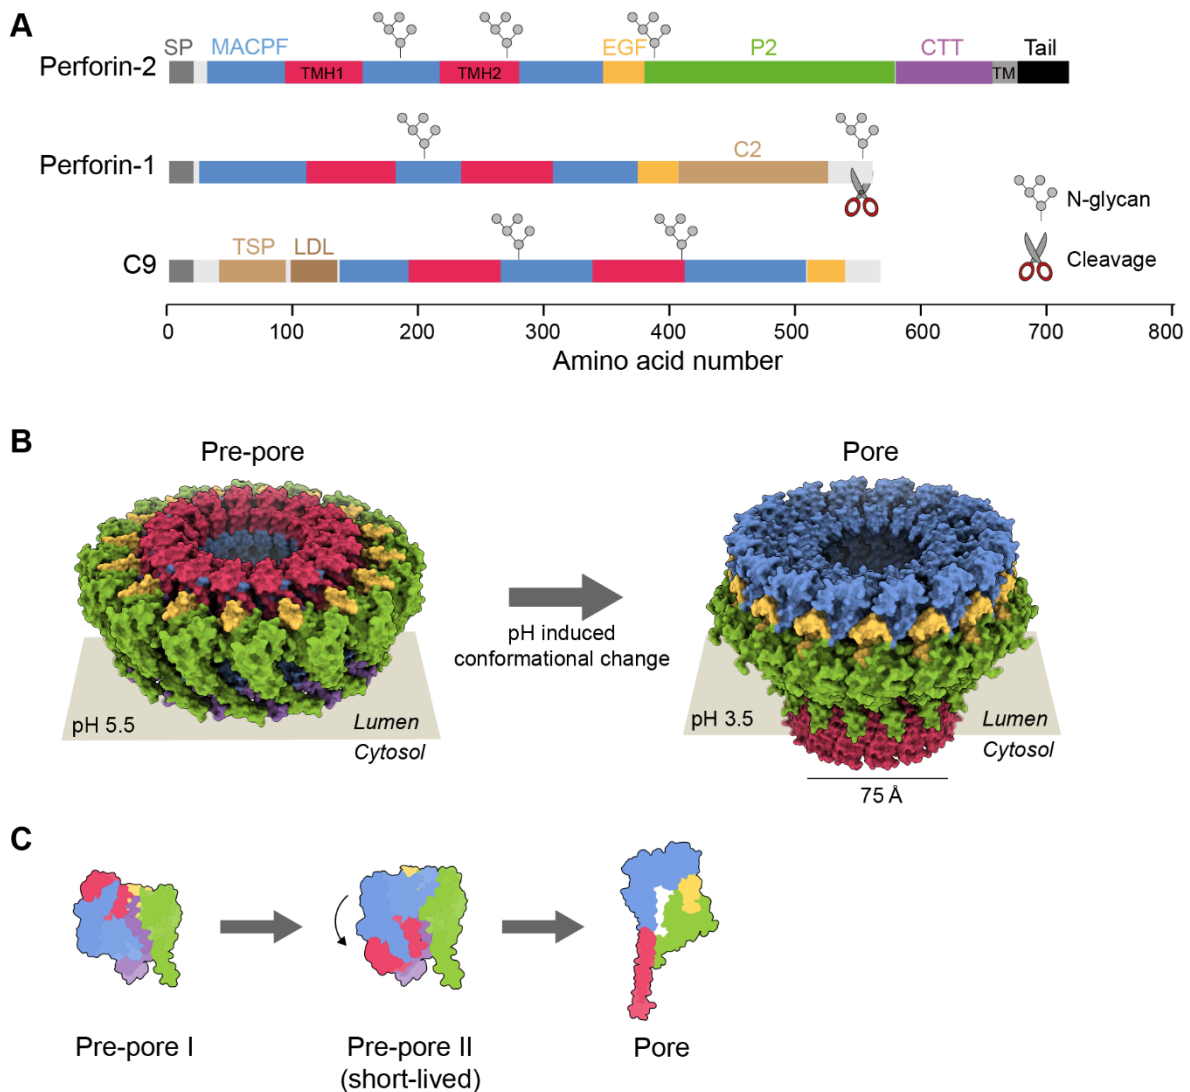 A
SP
MACPF
EGF
P2
CTT
Tail
Perforin-2
TMH1
TMH2
TM
Perforin-1
C2
N-glycan
TSP
LDL
C9
Cleavage
0 100 200 300 400 500 600 700 800
Amino acid number
B
Pre-pore
Pore
pH induced
conformational change
pH 5.5
Lumen
Cytosol
pH 3.5
Lumen
Cytosol
75 Å
C
Pre-pore I
Pre-pore II
(short-lived)
Pore